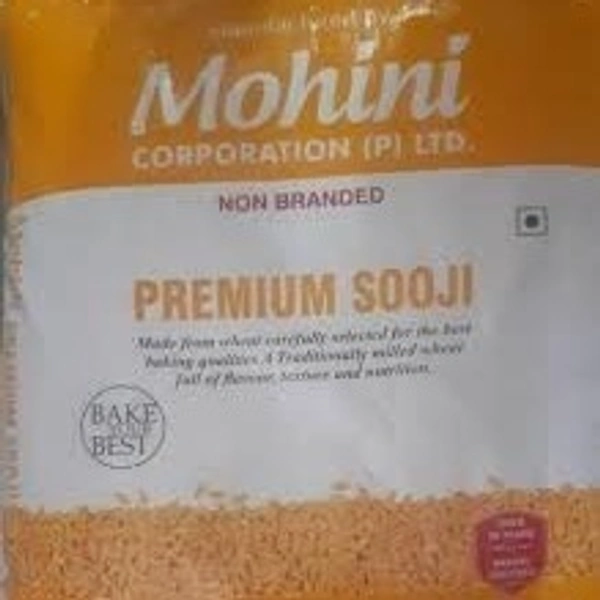 Mohini
CORPORATION (P) LTD.
NON BRANDED
PREMIUM SOOJI
Made from wheat carefully selected for the best
baking qualities. A Traditionally milled wheat
full of flavour, texture and nutrition.
BAKE
BEST